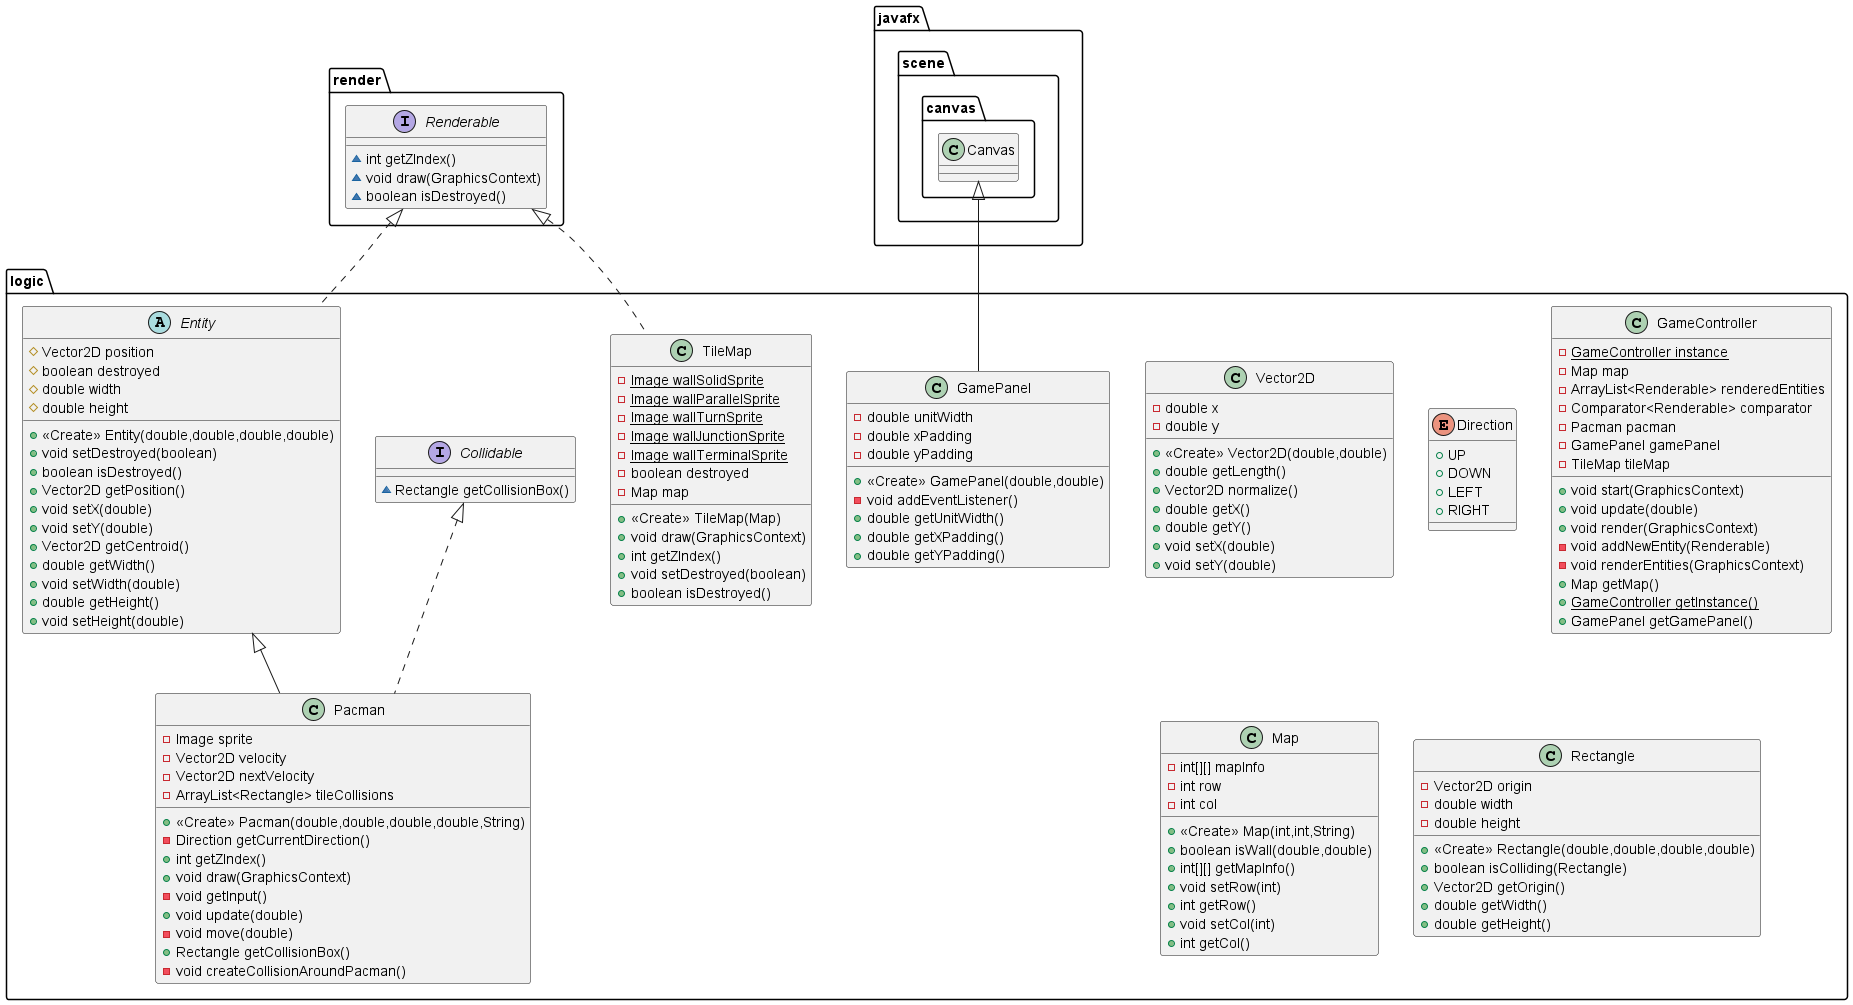 javafx
scene
canvas
C Canvas
render
I Renderable
int getZIndex()
void draw(GraphicsContext)
boolean isDestroyed()
logic
A Entity
Vector2D position
boolean destroyed
double width
double height
«Create» Entity(double,double,double,double)
void setDestroyed(boolean)
boolean isDestroyed()
Vector2D getPosition()
void setX(double)
void setY(double)
Vector2D getCentroid()
double getWidth()
void setWidth(double)
double getHeight()
void setHeight(double)
I Collidable
Rectangle getCollisionBox()
C TileMap
Image wallSolidSprite
Image wallParallelSprite
Image wallTurnSprite
Image wallJunctionSprite
Image wallTerminalSprite
boolean destroyed
Map map
«Create» TileMap(Map)
void draw(GraphicsContext)
int getZIndex()
void setDestroyed(boolean)
boolean isDestroyed()
C GamePanel
double unitWidth
double xPadding
double yPadding
«Create» GamePanel(double,double)
void addEventListener()
double getUnitWidth()
double getXPadding()
double getYPadding()
C Vector2D
double x
double y
«Create» Vector2D(double,double)
double getLength()
Vector2D normalize()
double getX()
double getY()
void setX(double)
void setY(double)
E Direction
UP
DOWN
LEFT
RIGHT
C GameController
GameController instance
Map map
ArrayList<Renderable> renderedEntities
Comparator<Renderable> comparator
Pacman pacman
GamePanel gamePanel
TileMap tileMap
void start(GraphicsContext)
void update(double)
void render(GraphicsContext)
void addNewEntity(Renderable)
void renderEntities(GraphicsContext)
Map getMap()
GameController getInstance()
GamePanel getGamePanel()
C Pacman
Image sprite
Vector2D velocity
Vector2D nextVelocity
ArrayList<Rectangle> tileCollisions
«Create» Pacman(double,double,double,double,String)
Direction getCurrentDirection()
int getZIndex()
void draw(GraphicsContext)
void getInput()
void update(double)
void move(double)
Rectangle getCollisionBox()
void createCollisionAroundPacman()
C Map
int[][] mapInfo
int row
int col
«Create» Map(int,int,String)
boolean isWall(double,double)
int[][] getMapInfo()
void setRow(int)
int getRow()
void setCol(int)
int getCol()
C Rectangle
Vector2D origin
double width
double height
«Create» Rectangle(double,double,double,double)
boolean isColliding(Rectangle)
Vector2D getOrigin()
double getWidth()
double getHeight()